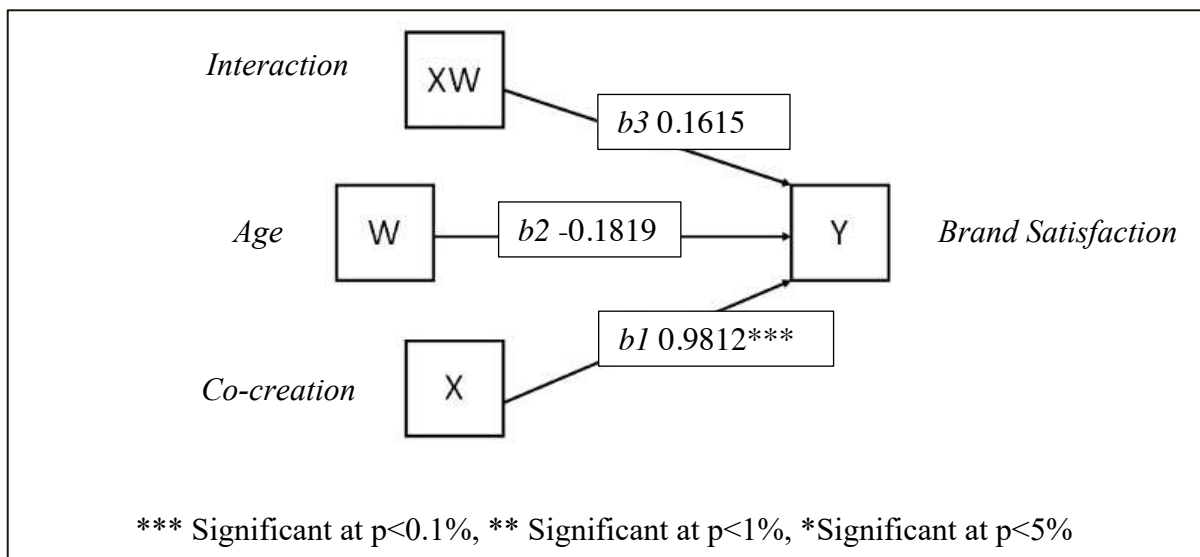 Interaction
XW
b3 0.1615
Age
W
b2 -0.1819
Y
Brand Satisfaction
b1 0.9812***
Co-creation
X
*** Significant at p<0.1%, ** Significant at p<1%, *Significant at p<5%